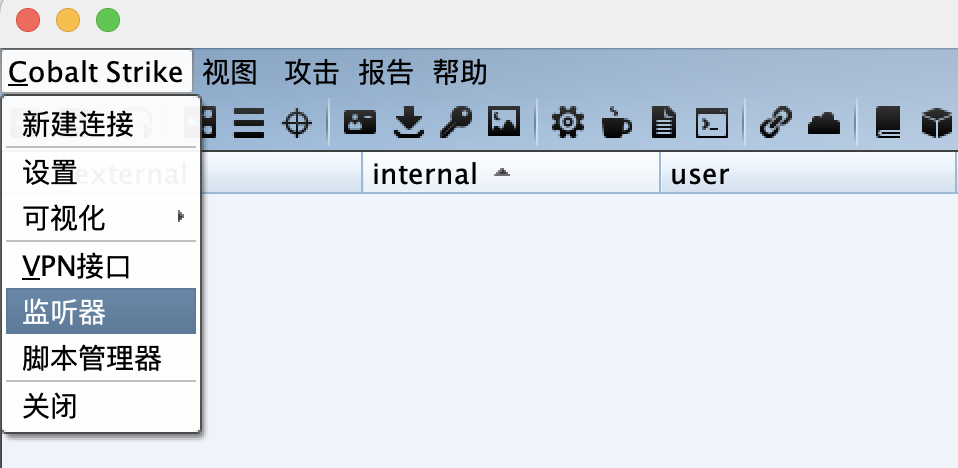 Cobalt Strike 视图 攻击 报告 帮助
新建连接
设置
external internal user
可视化
VPN接口
监听器
脚本管理器
关闭